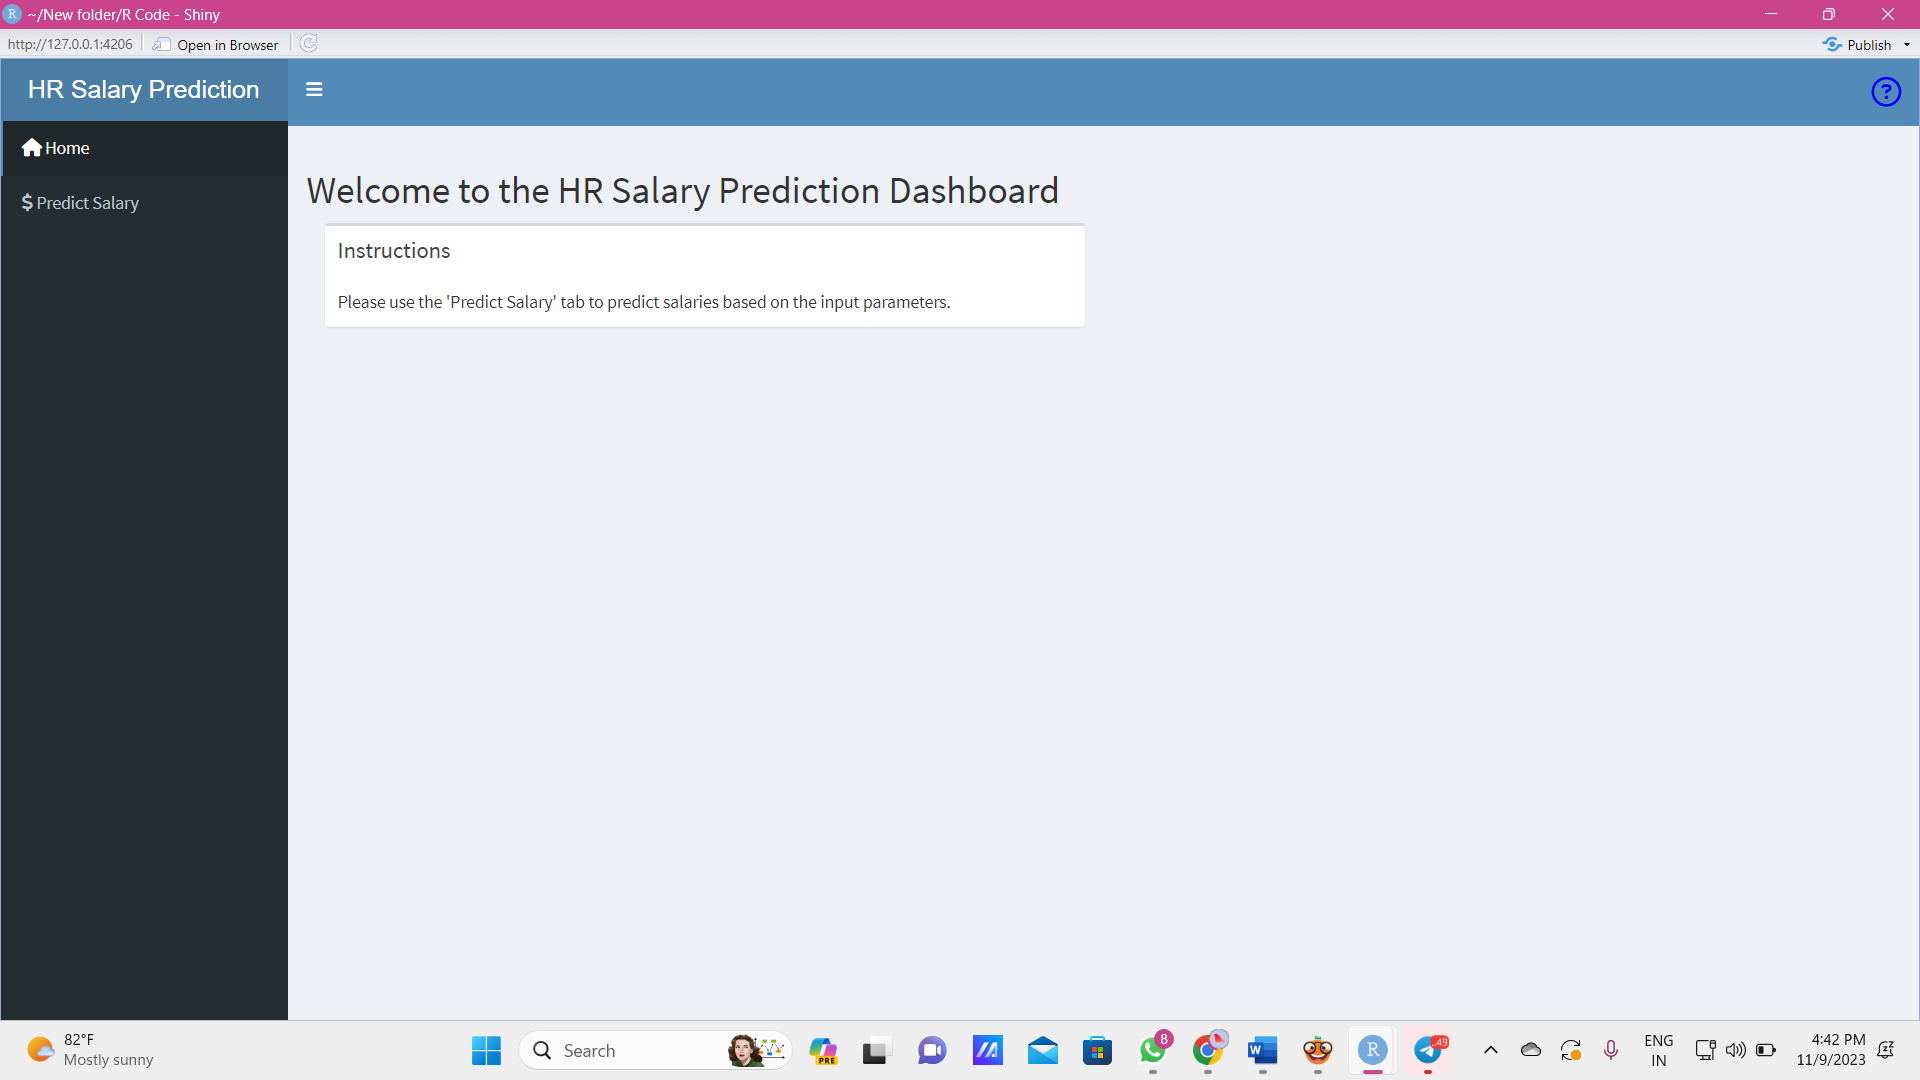 R ~/New folder/R Code - Shiny
http://127.0.0.1:4206 Open in Browser Publish
HR Salary Prediction ?
Home
$ Predict Salary
Welcome to the HR Salary Prediction Dashboard
Instructions
Please use the 'Predict Salary' tab to predict salaries based on the input parameters.
82°F
Mostly sunny
Search
PRE
8
W
R
.49
ENG
IN
4:42 PM
11/9/2023